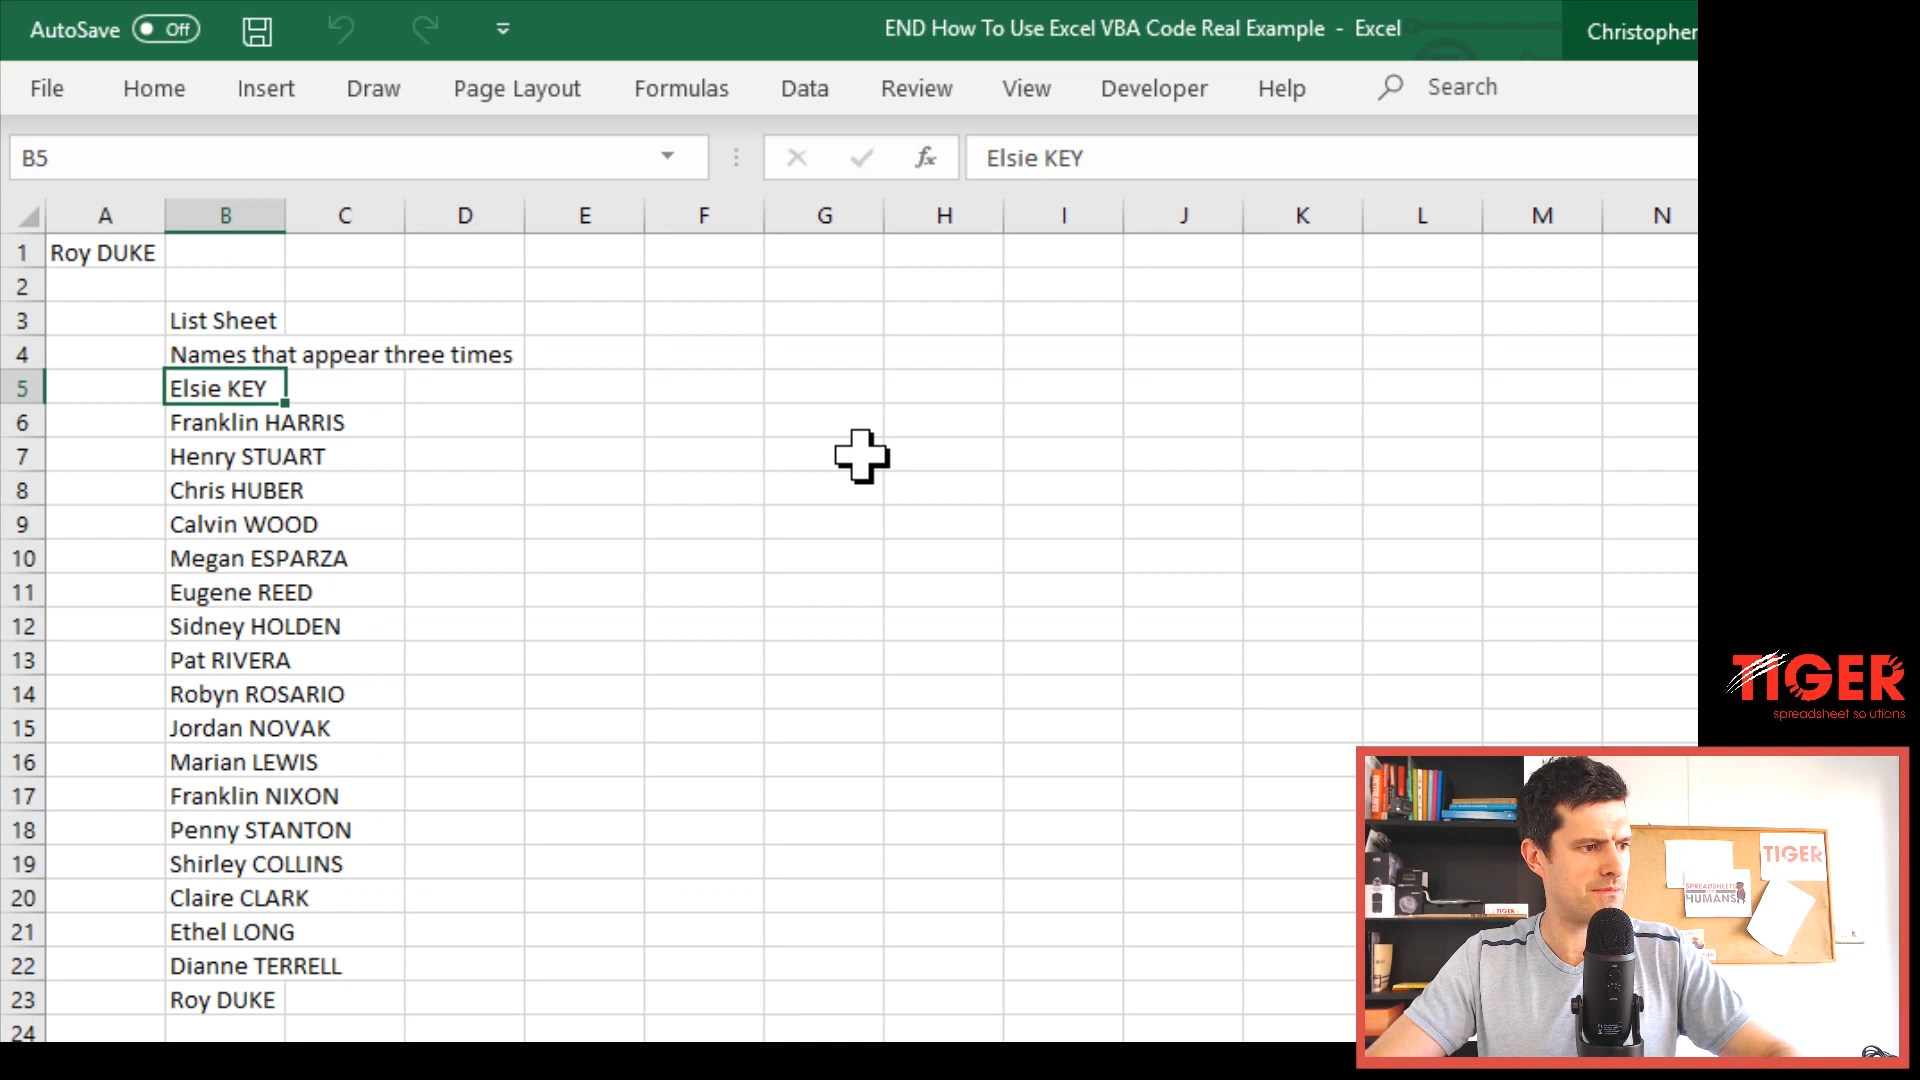 AutoSave Off END How To Use Excel VBA Code Real Example - Excel Christopher
File Home Insert Draw Page Layout Formulas Data Review View Developer Help Search
B5 fx Elsie KEY
A B C D E F G H I J K L M N
1 Roy DUKE
2
3 List Sheet
4 Names that appear three times
5 Elsie KEY
6 Franklin HARRIS
7 Henry STUART
8 Chris HUBER
9 Calvin WOOD
10 Megan ESPARZA
11 Eugene REED
12 Sidney HOLDEN
13 Pat RIVERA
14 Robyn ROSARIO
15 Jordan NOVAK
16 Marian LEWIS
17 Franklin NIXON
18 Penny STANTON
19 Shirley COLLINS
20 Claire CLARK
21 Ethel LONG
22 Dianne TERRELL
23 Roy DUKE
24
TIGER
spreadsheet solutions
TIGER
SPREADSHEETS
HUMANS
TIGER